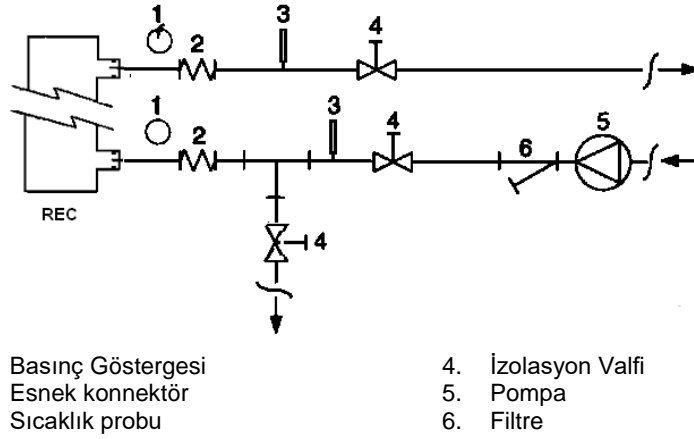 1
2
3
4
1
2
3
4
6
5
REC
4
Basınç Göstergesi
Esnek konnektör
Sıcaklık probu
4. İzolasyon Valfi
5. Pompa
6. Filtre